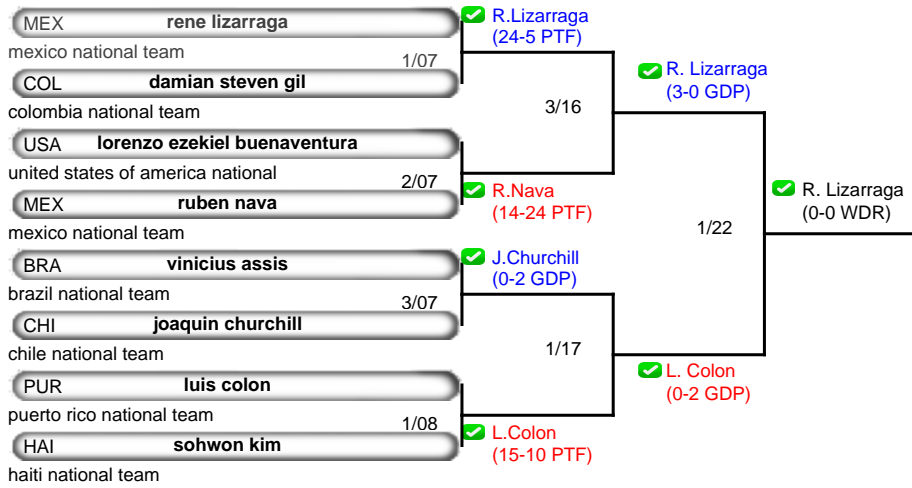 MEX rene lizarraga
mexico national team
1/07
COL damian steven gil
colombia national team
USA lorenzo ezekiel buenaventura
united states of america national
2/07
MEX ruben nava
mexico national team
BRA vinicius assis
brazil national team
3/07
CHI joaquin churchill
chile national team
PUR luis colon
puerto rico national team
1/08
HAI sohwon kim
haiti national team
R.Lizarraga
(24-5 PTF)
3/16
R.Nava
(14-24 PTF)
J.Churchill
(0-2 GDP)
1/17
L.Colon
(15-10 PTF)
R. Lizarraga
(3-0 GDP)
1/22
L. Colon
(0-2 GDP)
R. Lizarraga
(0-0 WDR)